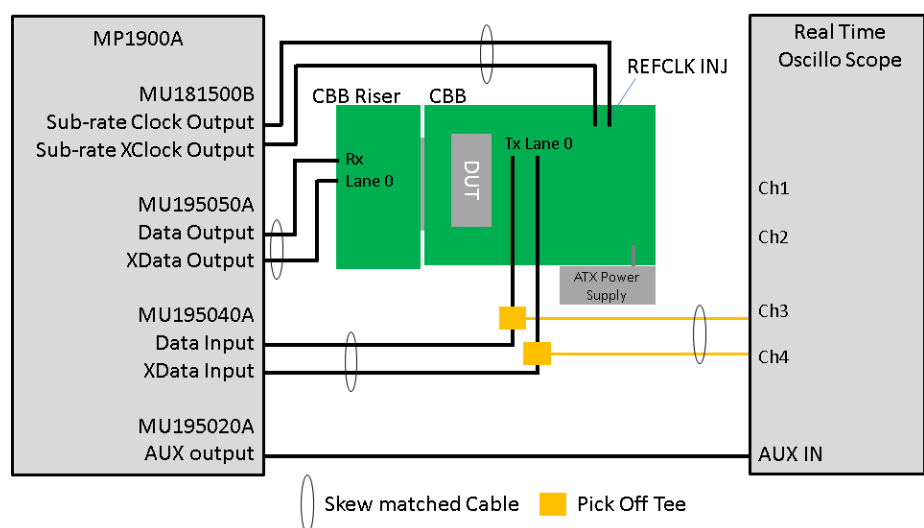 MP1900A
MU181500B
Sub-rate Clock Output
Sub-rate XClock Output
MU195050A
Data Output
XData Output
MU195040A
Data Input
XData Input
MU195020A
AUX output
CBB Riser
Rx
Lane 0
CBB
DUT
Tx Lane 0
REFCLK INJ
ATX Power
Supply
Real Time
Oscillo Scope
Ch1
Ch2
Ch3
Ch4
AUX IN
Skew matched Cable
Pick Off Tee